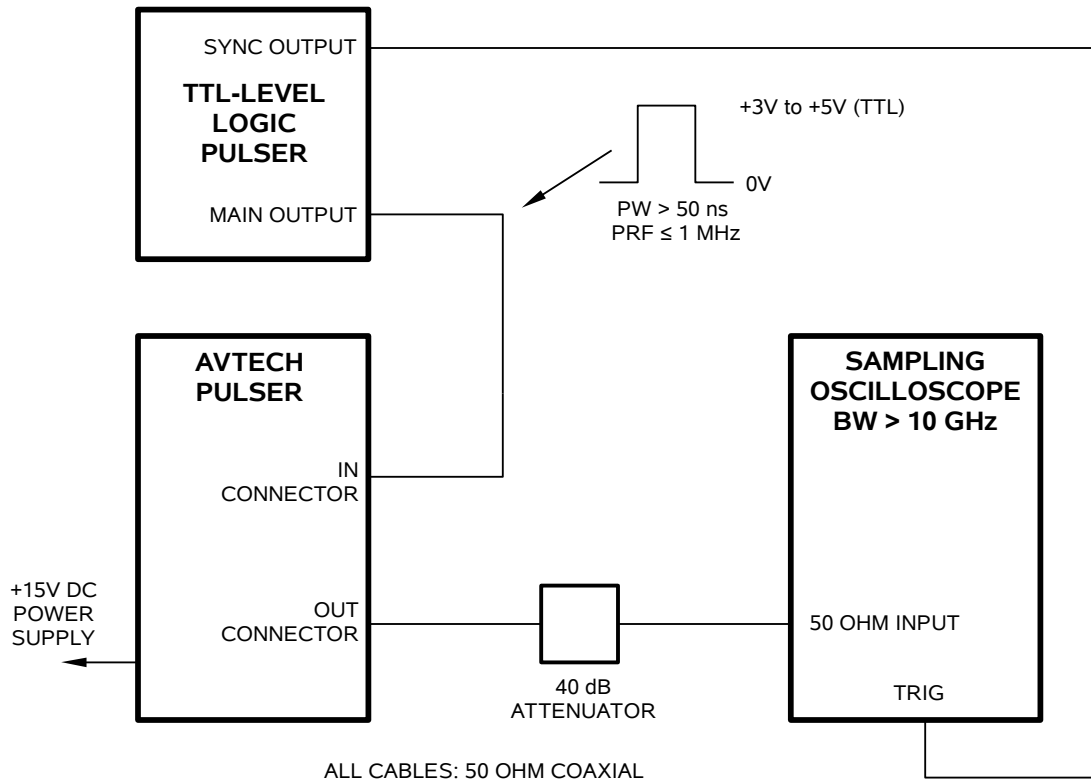 SYNC OUTPUT
TTL-LEVEL
LOGIC
PULSER
MAIN OUTPUT
+3V to +5V (TTL)
0V
PW > 50 ns
PRF ≤ 1 MHz
AVTECH
PULSER
IN
CONNECTOR
OUT
CONNECTOR
+15V DC
POWER
SUPPLY
40 dB
ATTENUATOR
SAMPLING
OSCILLOSCOPE
BW > 10 GHz
50 OHM INPUT
TRIG
ALL CABLES: 50 OHM COAXIAL